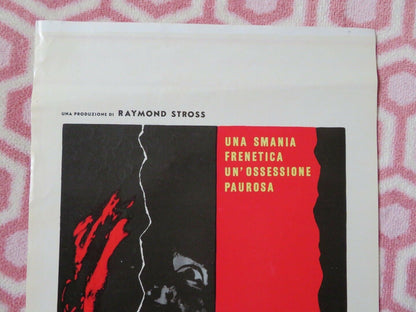 UNA PRODUZIONE DI RAYMOND STROSS
UNA SMANIA
FRENETICA
UN'OSSESSIONE
PAUROSA